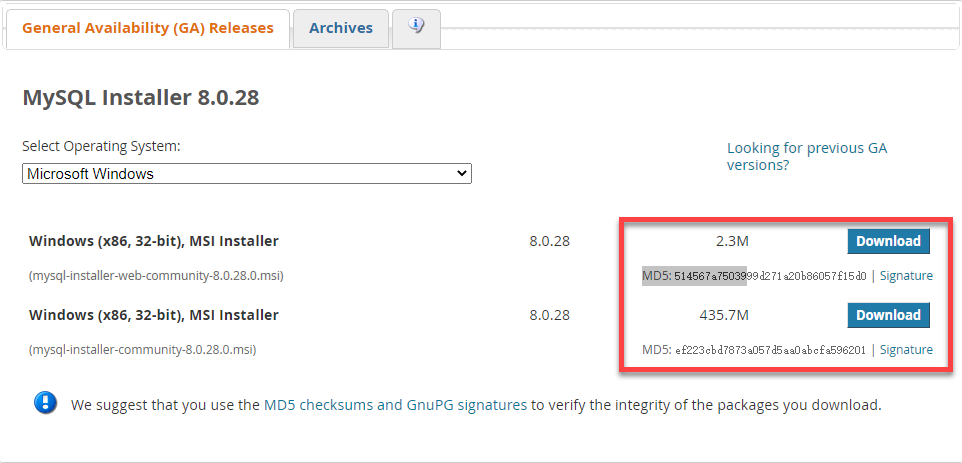 General Availability (GA) Releases
Archives
MySQL Installer 8.0.28
Select Operating System:
Looking for previous GA
versions?
Microsoft Windows
Windows (x86, 32-bit), MSI Installer 8.0.28 2.3M Download
(mysql-installer-web-community-8.0.28.0.msi) MD5: 514567a7503999d271a20b86057f15d0 | Signature
Windows (x86, 32-bit), MSI Installer 8.0.28 435.7M Download
(mysql-installer-community-8.0.28.0.msi) MD5: ef223cbd7873a057d5aa0abcfa596201 | Signature
We suggest that you use the MD5 checksums and GnuPG signatures to verify the integrity of the packages you download.